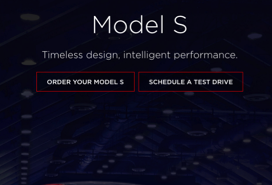 Model S
Timeless design, intelligent performance.
ORDER YOUR MODEL S SCHEDULE A TEST DRIVE